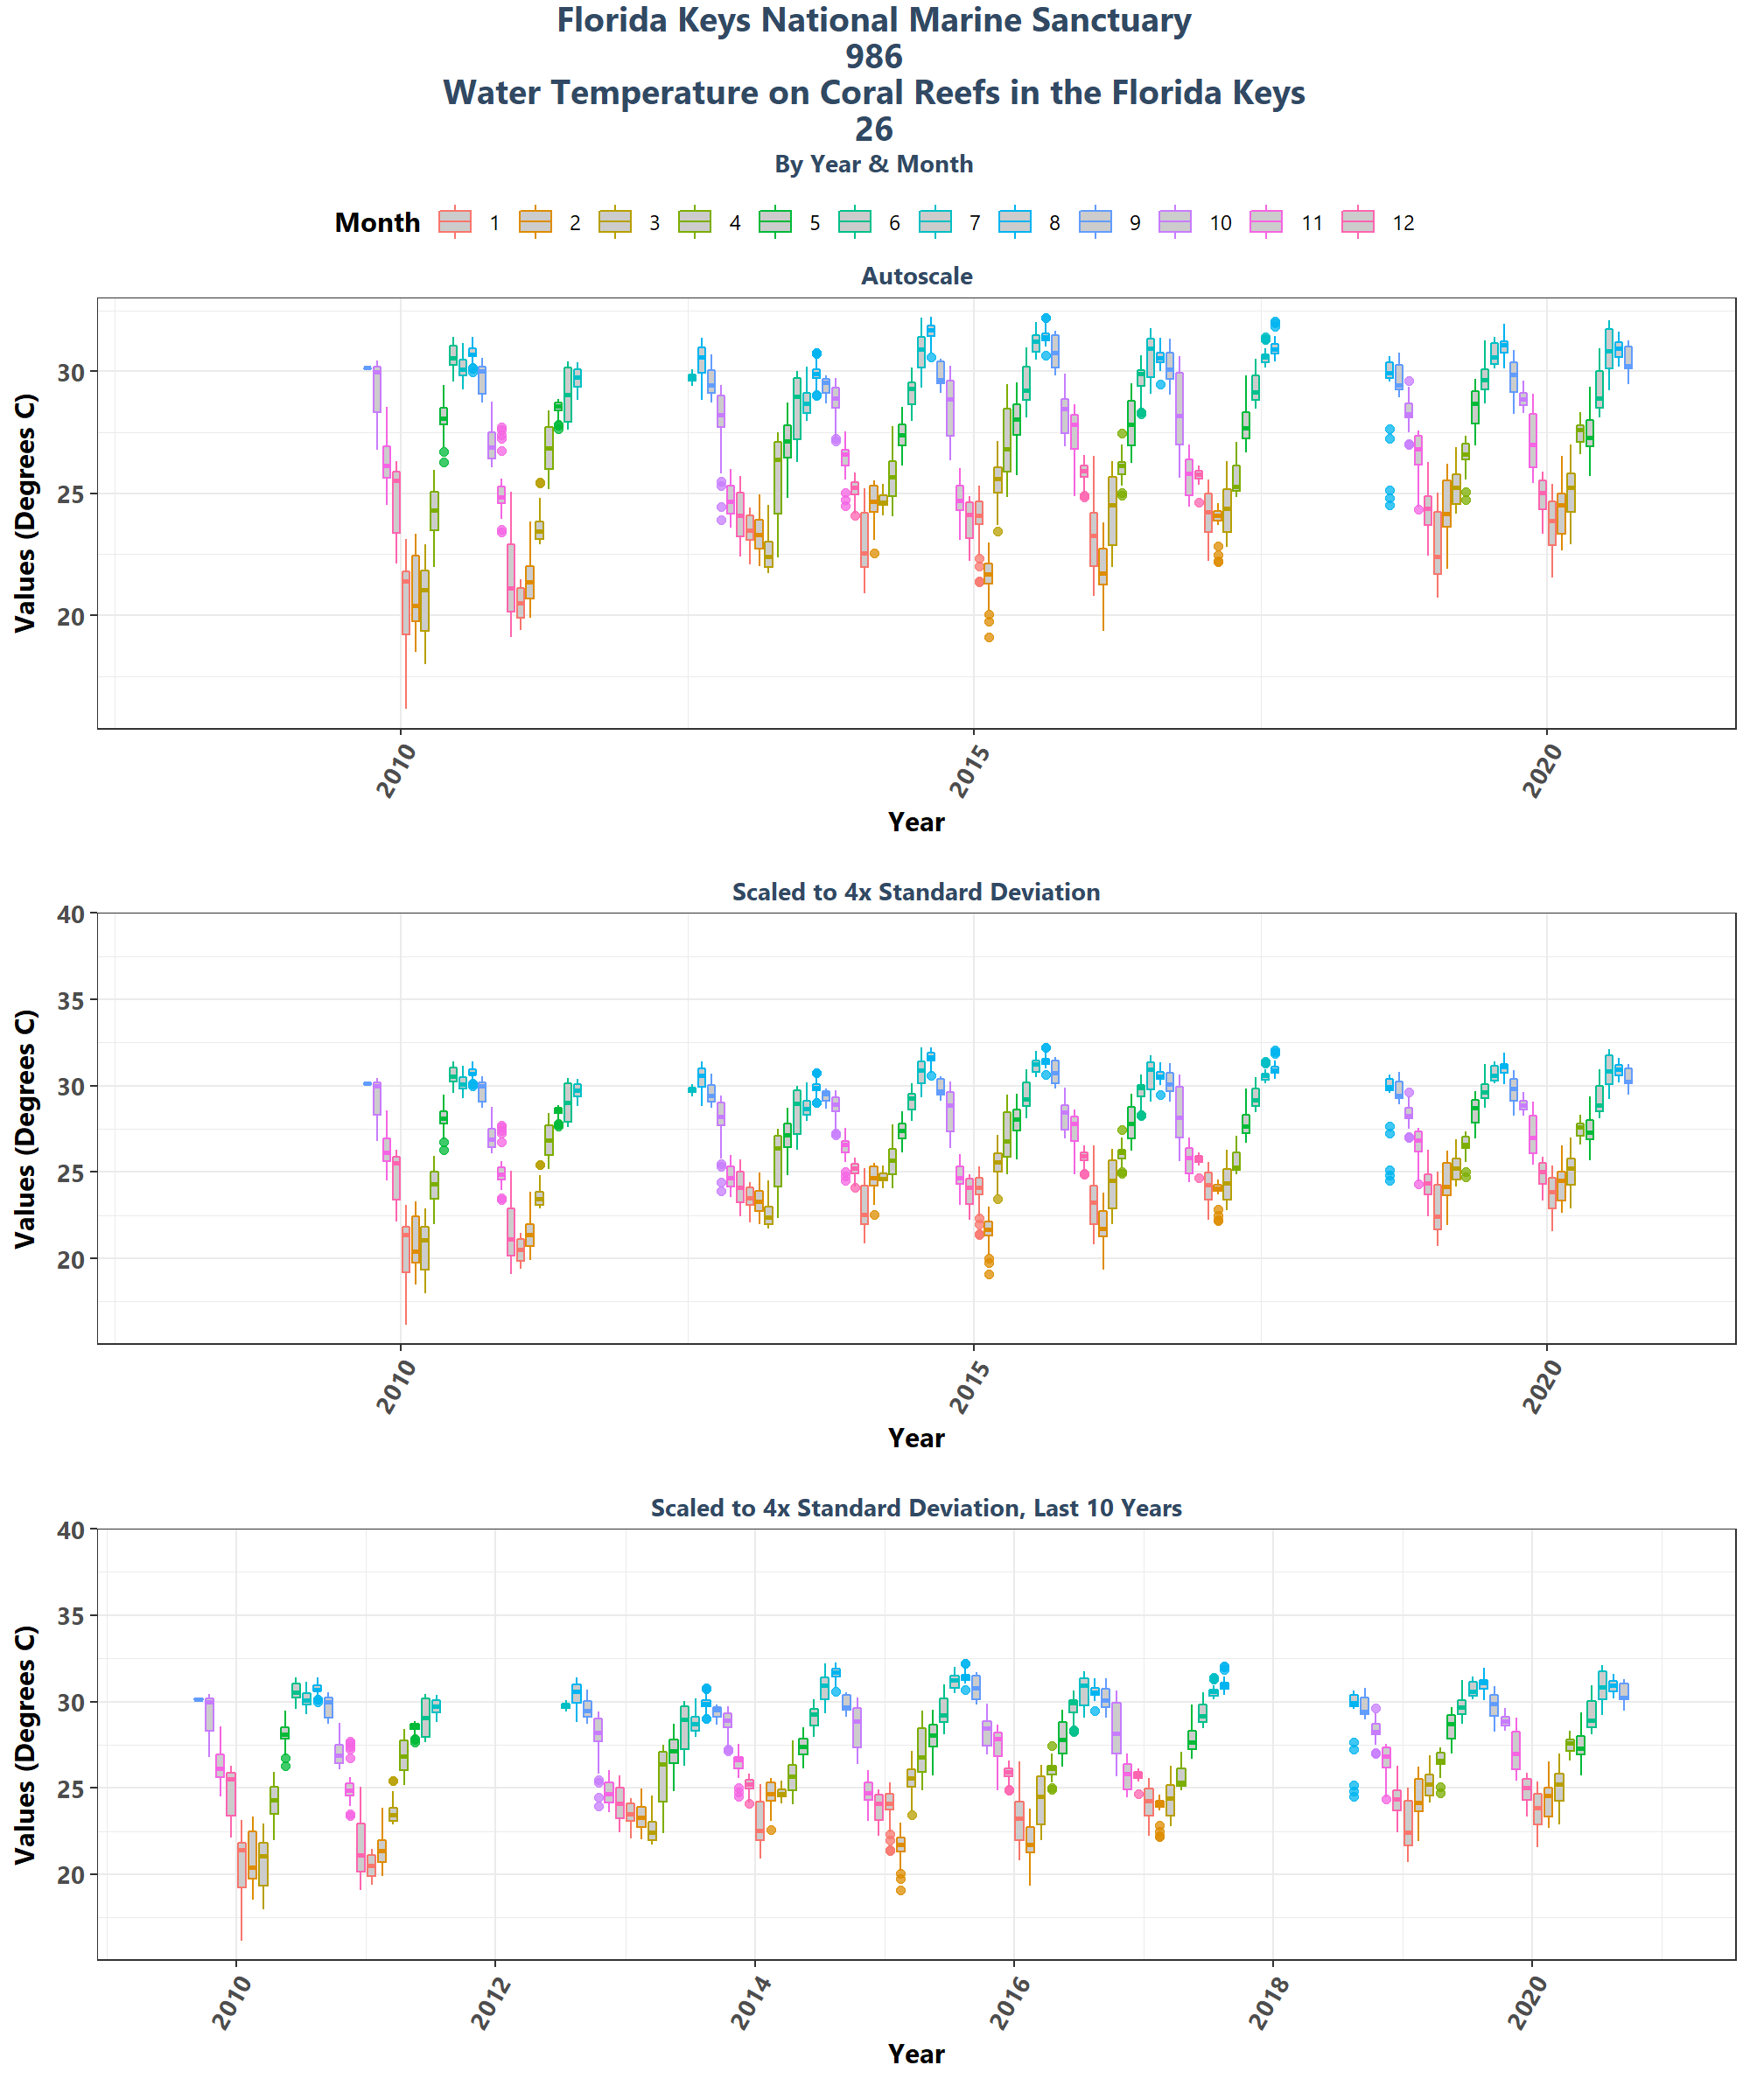 Florida Keys National Marine Sanctuary
986
Water Temperature on Coral Reefs in the Florida Keys
26
By Year & Month
Month 1 2 3 4 5 6 7 8 9 10 11 12
Autoscale
Values (Degrees C)
30
25
20
2010 2015 2020
Year
Scaled to 4x Standard Deviation
Values (Degrees C)
40
35
30
25
20
2010 2015 2020
Year
Scaled to 4x Standard Deviation, Last 10 Years
Values (Degrees C)
40
35
30
25
20
2010 2012 2014 2016 2018 2020
Year